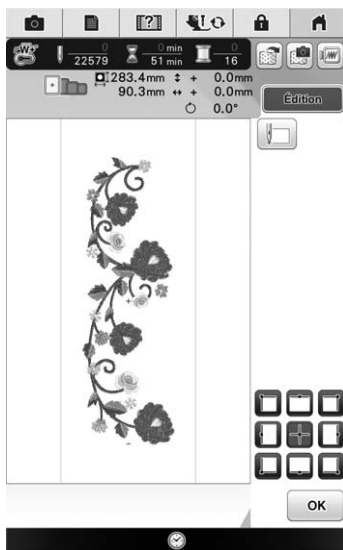 0 0 min 0
22579 51 min 16
283.4mm + 0.0mm
90.3mm + 0.0mm
0.0°
Édition
OK